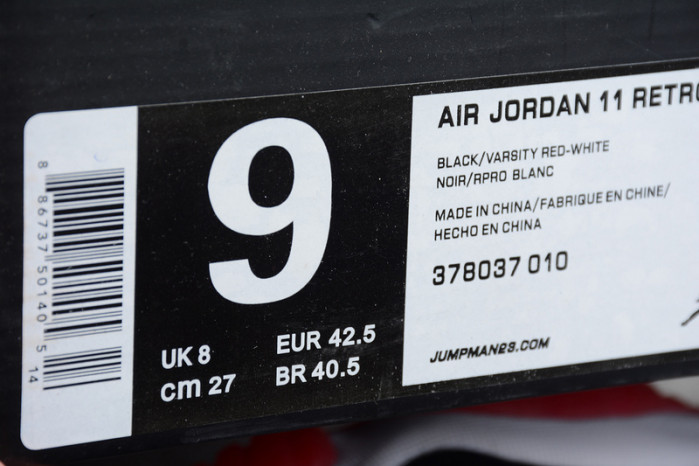 8 86737 50140 5 14
9
UK 8
EUR 42.5
cm 27
BR 40.5
AIR JORDAN 11 RETRO
BLACK/VARSITY RED-WHITE
NOIR/RPRO BLANC
MADE IN CHINA/FABRIQUE EN CHINE/
HECHO EN CHINA
378037 010
JUMPMAN23.COM